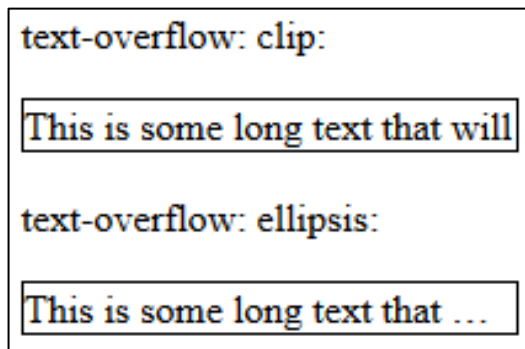 text-overflow: clip:
This is some long text that will
text-overflow: ellipsis:
This is some long text that …